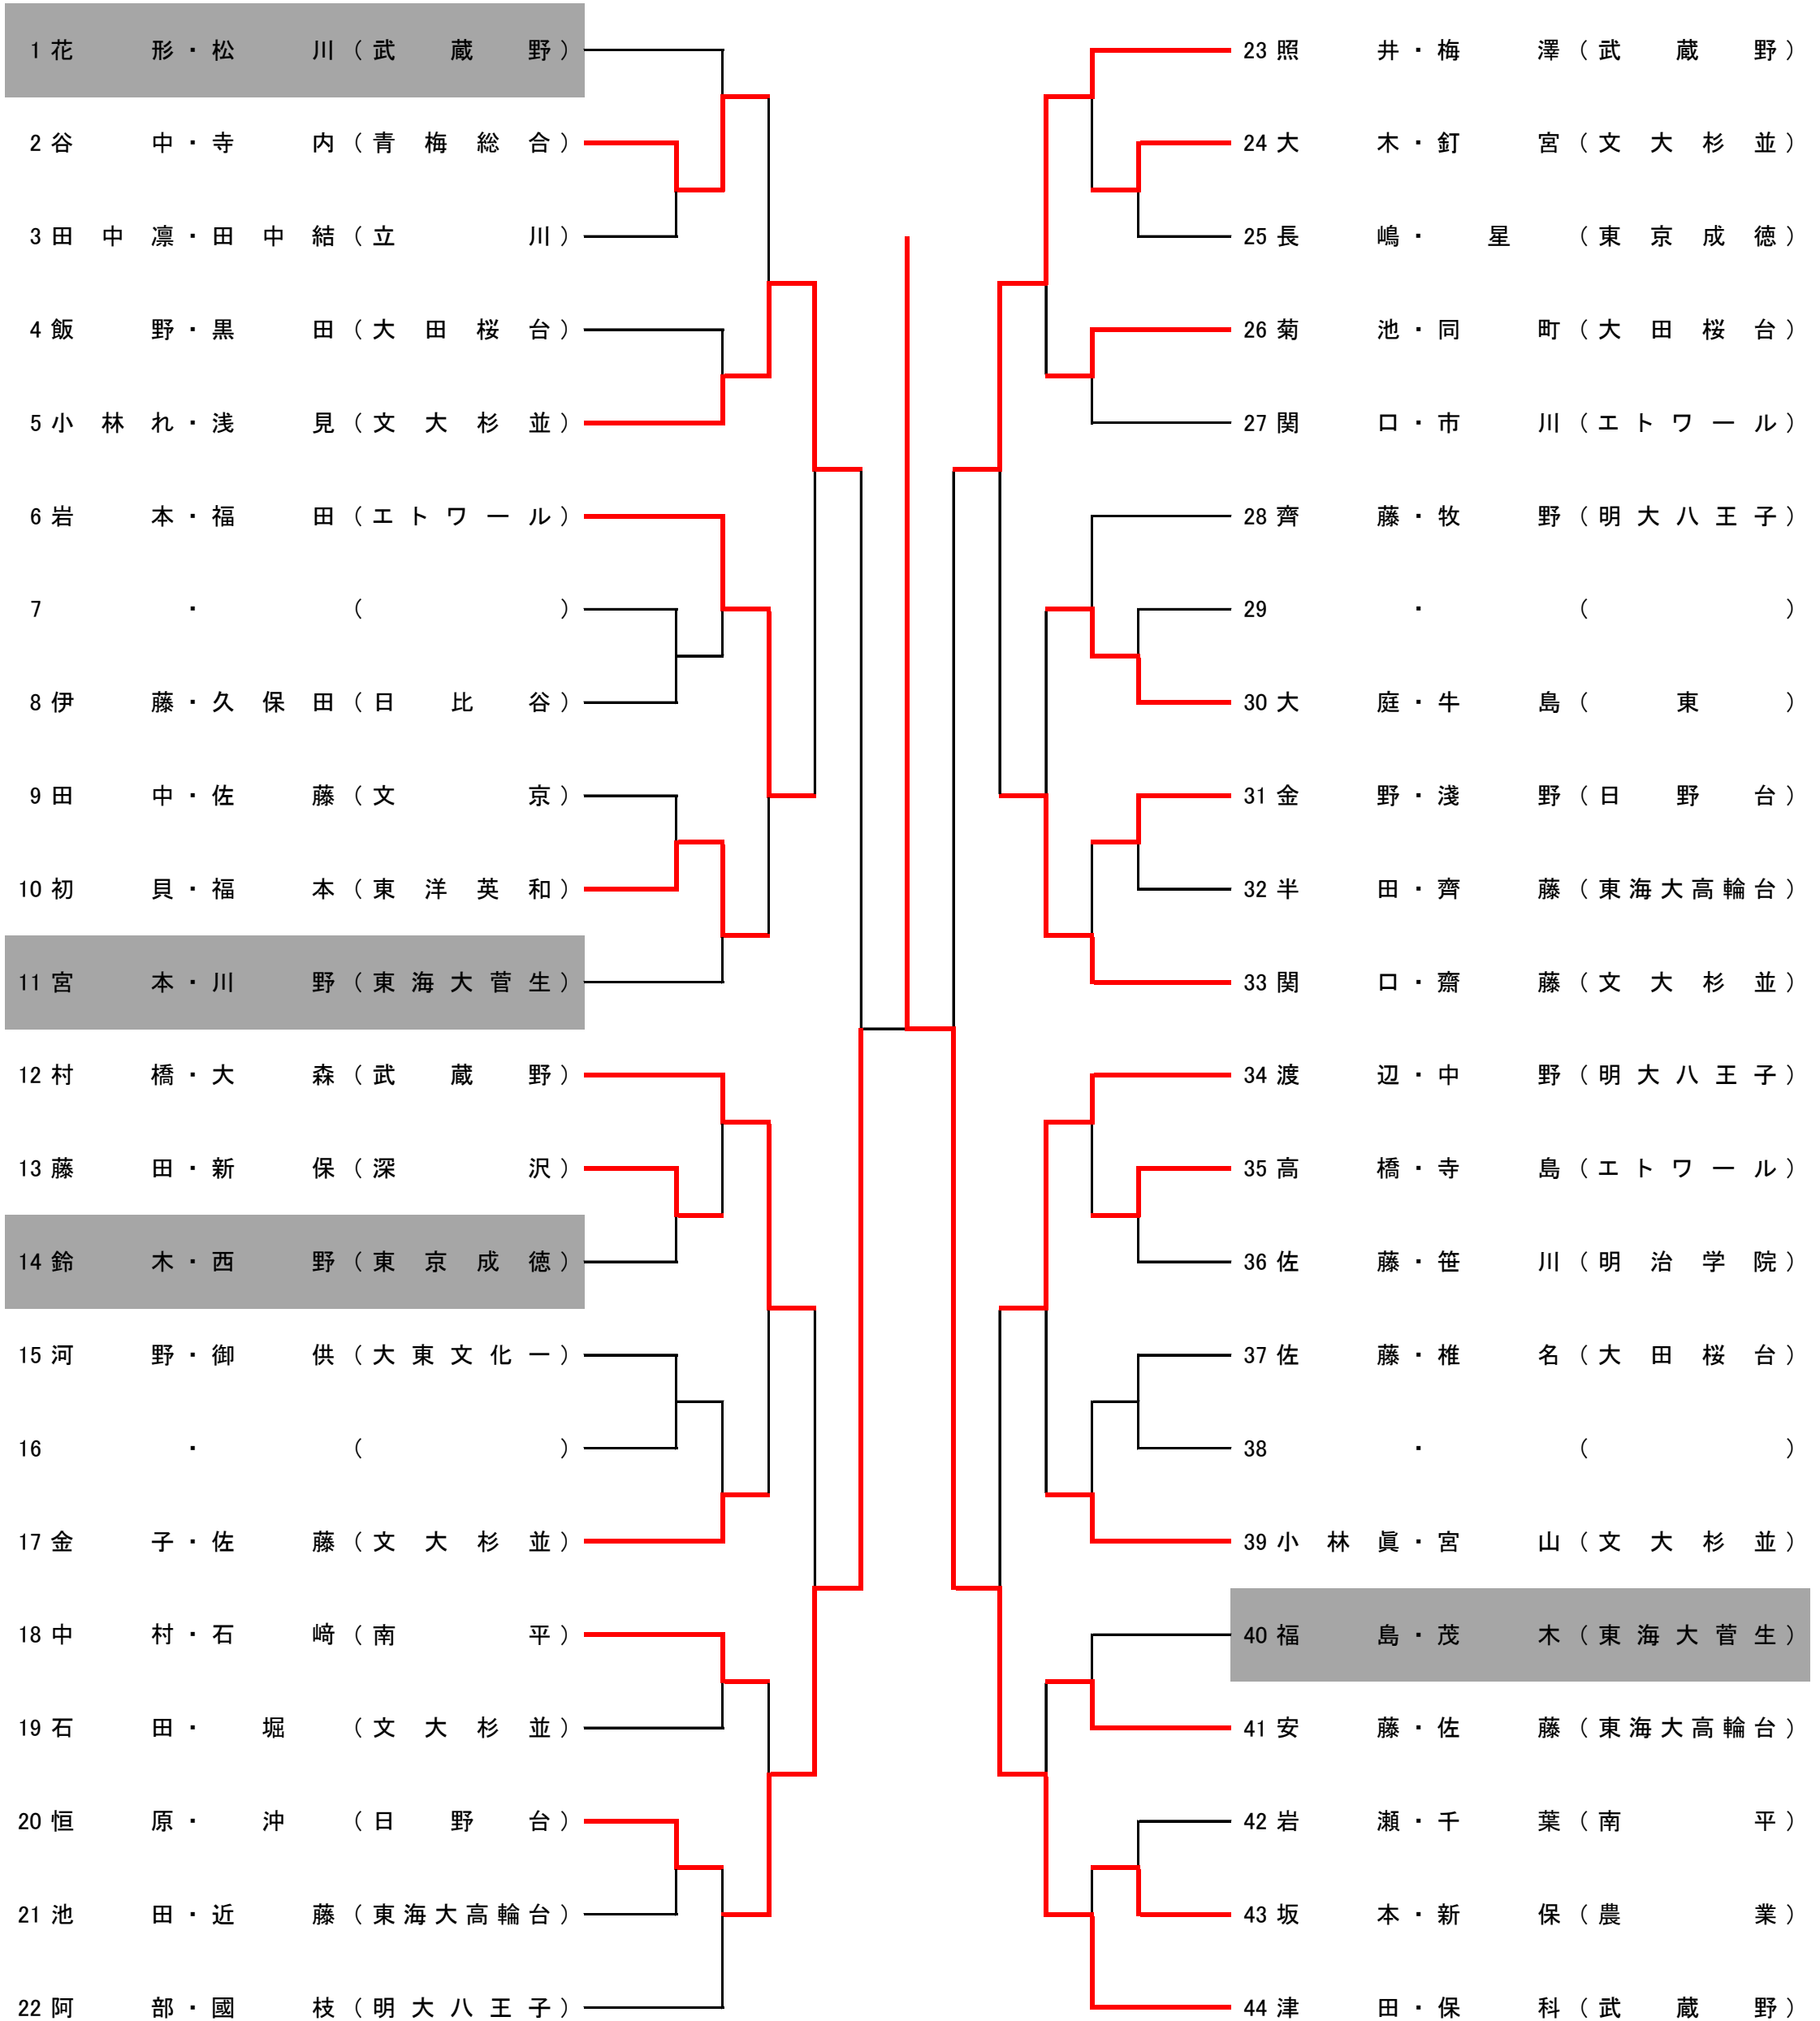 1 花形・松川（武蔵野）
2 谷中・寺内（青梅総合）
3 田中凛・田中結（立川）
4 飯野・黒田（大田桜台）
5 小林れ・浅見（文大杉並）
6 岩本・福田（エトワール）
7 ・（ ）
8 伊藤・久保田（日比谷）
9 田中・佐藤（文京）
10 初貝・福本（東洋英和）
11 宮本・川野（東海大菅生）
12 村橋・大森（武蔵野）
13 藤田・新保（深沢）
14 鈴木・西野（東京成徳）
15 河野・御供（大東文化一）
16 ・（ ）
17 金子・佐藤（文大杉並）
18 中村・石﨑（南平）
19 石田・堀（文大杉並）
20 恒原・沖（日野台）
21 池田・近藤（東海大高輪台）
22 阿部・國枝（明大八王子）
23 照井・梅澤（武蔵野）
24 大木・釘宮（文大杉並）
25 長嶋・星（東京成徳）
26 菊池・同町（大田桜台）
27 関口・市川（エトワール）
28 齊藤・牧野（明大八王子）
29 ・（ ）
30 大庭・牛島（東）
31 金野・淺野（日野台）
32 半田・齊藤（東海大高輪台）
33 関口・齋藤（文大杉並）
34 渡辺・中野（明大八王子）
35 高橋・寺島（エトワール）
36 佐藤・笹川（明治学院）
37 佐藤・椎名（大田桜台）
38 ・（ ）
39 小林眞・宮山（文大杉並）
40 福島・茂木（東海大菅生）
41 安藤・佐藤（東海大高輪台）
42 岩瀬・千葉（南平）
43 坂本・新保（農業）
44 津田・保科（武蔵野）